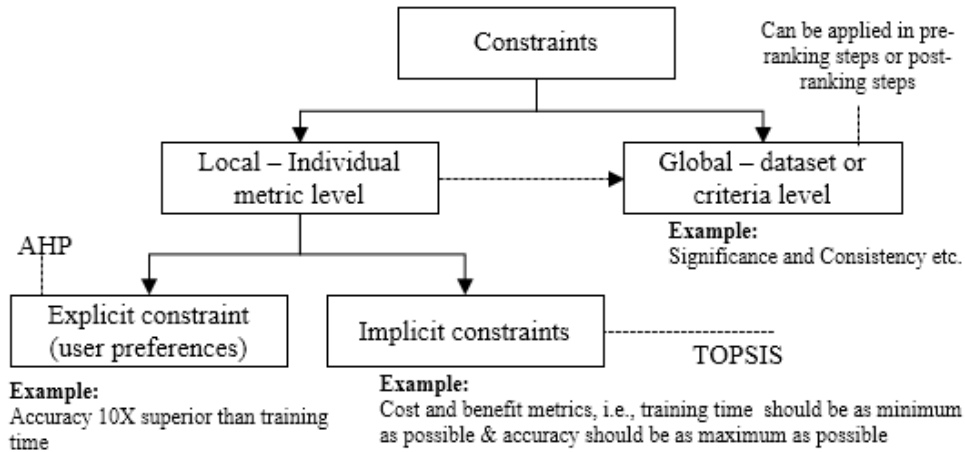 Constraints
Can be applied in pre-
ranking steps or post-
ranking steps
Local – Individual
metric level
Global – dataset or
criteria level
Example:
Significance and Consistency etc.
AHP
Explicit constraint
(user preferences)
Implicit constraints
TOPSIS
Example:
Accuracy 10X superior than training
time
Example:
Cost and benefit metrics, i.e., training time should be as minimum
as possible & accuracy should be as maximum as possible